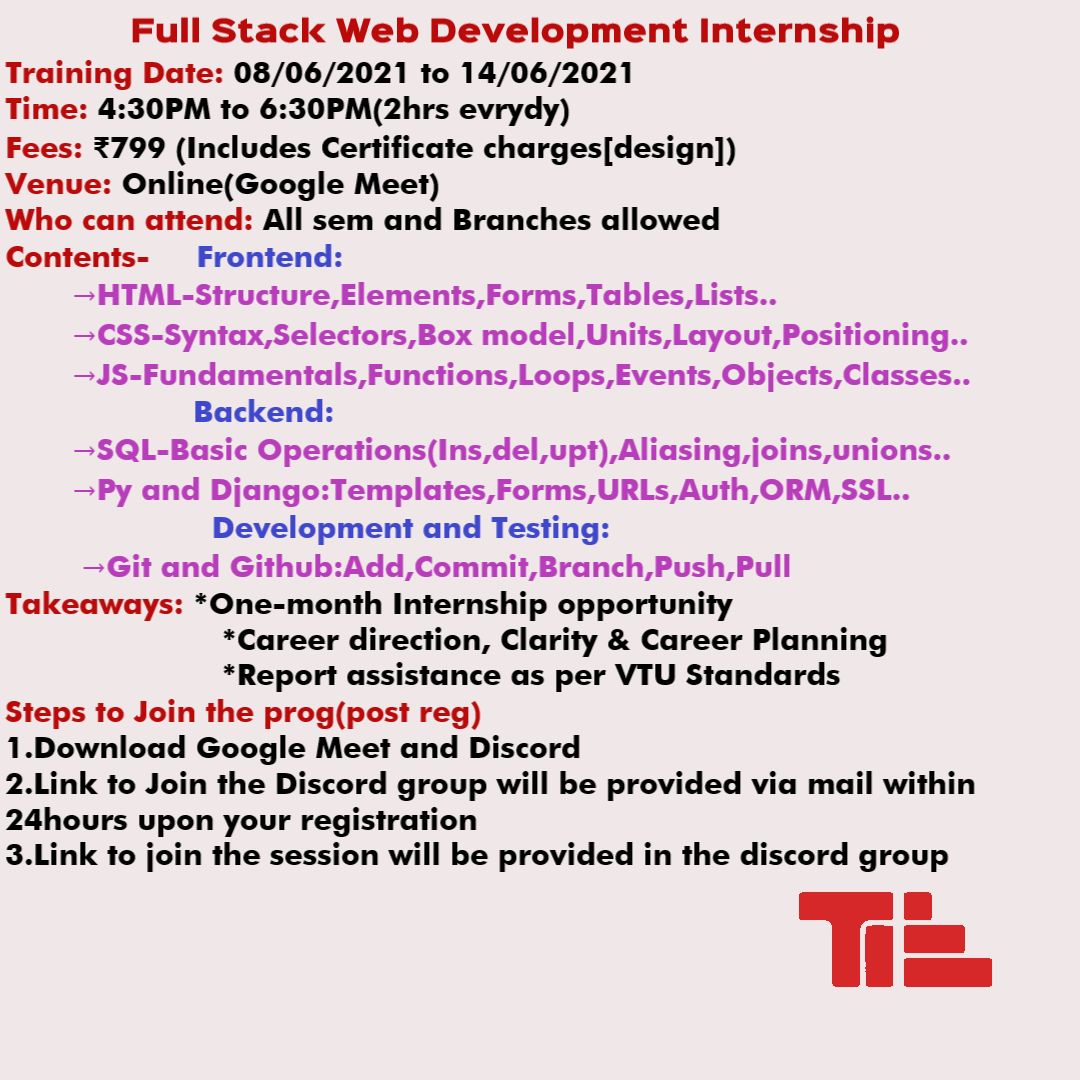 Full Stack Web Development Internship
Training Date: 08/06/2021 to 14/06/2021
Time: 4:30PM to 6:30PM(2hrs evrydy)
Fees: ₹799 (Includes Certificate charges[design])
Venue: Online(Google Meet)
Who can attend: All sem and Branches allowed
Contents- Frontend:
→HTML-Structure,Elements,Forms,Tables,Lists..
→CSS-Syntax,Selectors,Box model,Units,Layout,Positioning..
→JS-Fundamentals,Functions,Loops,Events,Objects,Classes..
Backend:
→SQL-Basic Operations(Ins,del,upt),Aliasing,joins,unions..
→Py and Django:Templates,Forms,URLs,Auth,ORM,SSL..
Development and Testing:
→Git and Github:Add,Commit,Branch,Push,Pull
Takeaways: *One-month Internship opportunity
*Career direction, Clarity & Career Planning
*Report assistance as per VTU Standards
Steps to Join the prog(post reg)
1.Download Google Meet and Discord
2.Link to Join the Discord group will be provided via mail within
24hours upon your registration
3.Link to join the session will be provided in the discord group